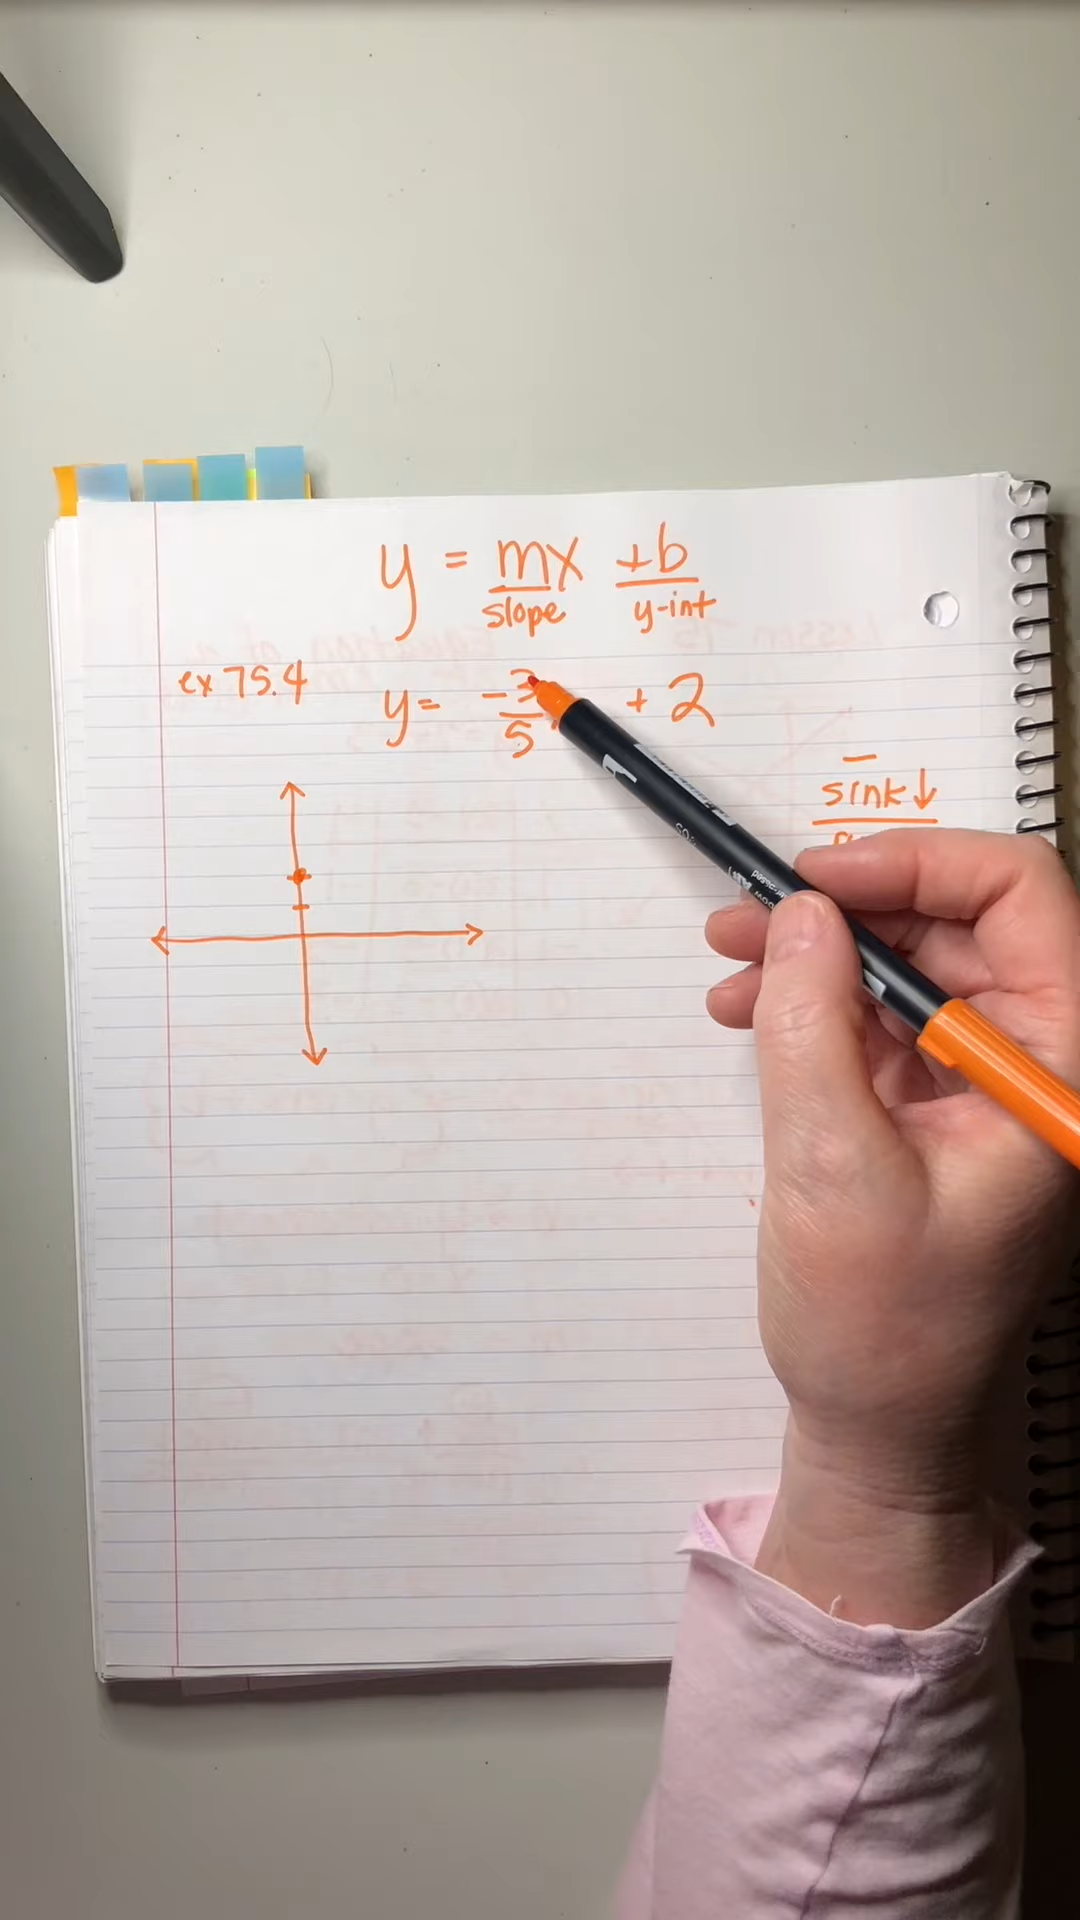 y = mx + b
slope y-int
ex 75.4 y = -3/5 + 2
-
sink↓